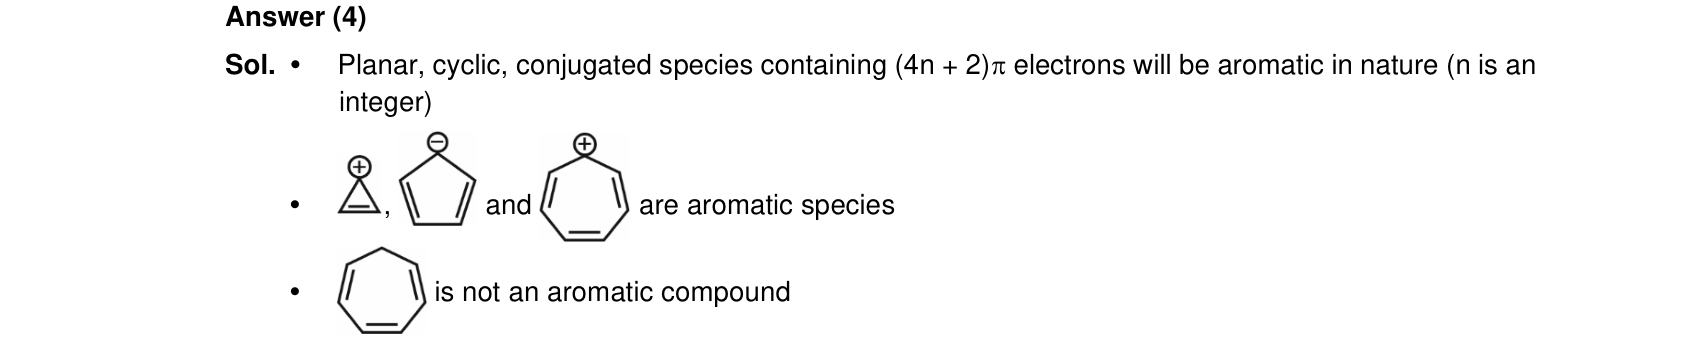 Answer (4)
Sol. • Planar, cyclic, conjugated species containing (4n + 2)π electrons will be aromatic in nature (n is an
integer)
• ⊕ , ⊖ and ⊕ are aromatic species
• is not an aromatic compound